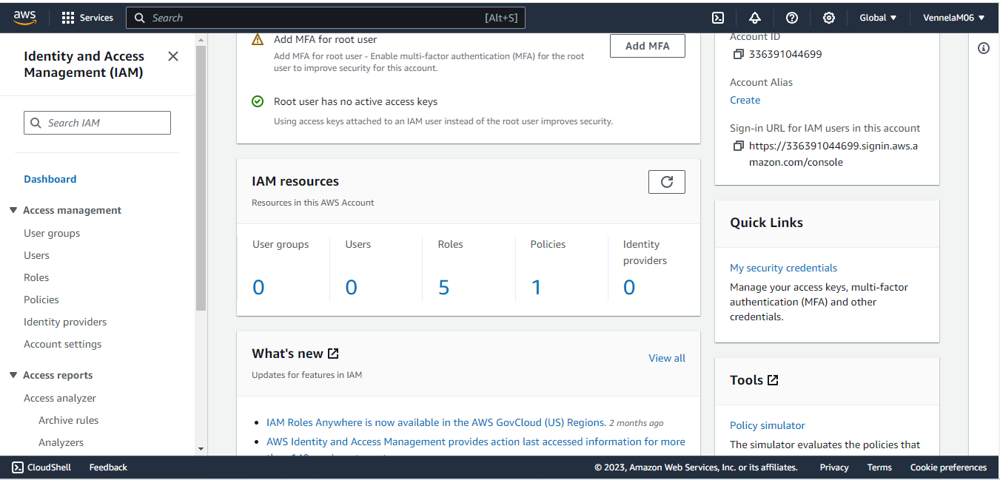 aws
Services
Search
[Alt+S]
Global
VennelaM06
Identity and Access
Management (IAM)
Search IAM
Dashboard
Access management
User groups
Users
Roles
Policies
Identity providers
Account settings
Access reports
Access analyzer
Archive rules
Analyzers
Add MFA for root user
Add MFA
Add MFA for root user - Enable multi-factor authentication (MFA) for the root
user to improve security for this account.
Root user has no active access keys
Using access keys attached to an IAM user instead of the root user improves security.
IAM resources
Resources in this AWS Account
User groups
0
Users
0
Roles
5
Policies
1
Identity
providers
0
What's new
View all
Updates for features in IAM
IAM Roles Anywhere is now available in the AWS GovCloud (US) Regions. 2 months ago
AWS Identity and Access Management provides action last accessed information for more
Account ID
336391044699
Account Alias
Create
Sign-in URL for IAM users in this account
https://336391044699.signin.aws.a
mazon.com/console
Quick Links
My security credentials
Manage your access keys, multi-factor
authentication (MFA) and other
credentials.
Tools
Policy simulator
The simulator evaluates the policies that
CloudShell
Feedback
© 2023, Amazon Web Services, Inc. or its affiliates.
Privacy
Terms
Cookie preferences